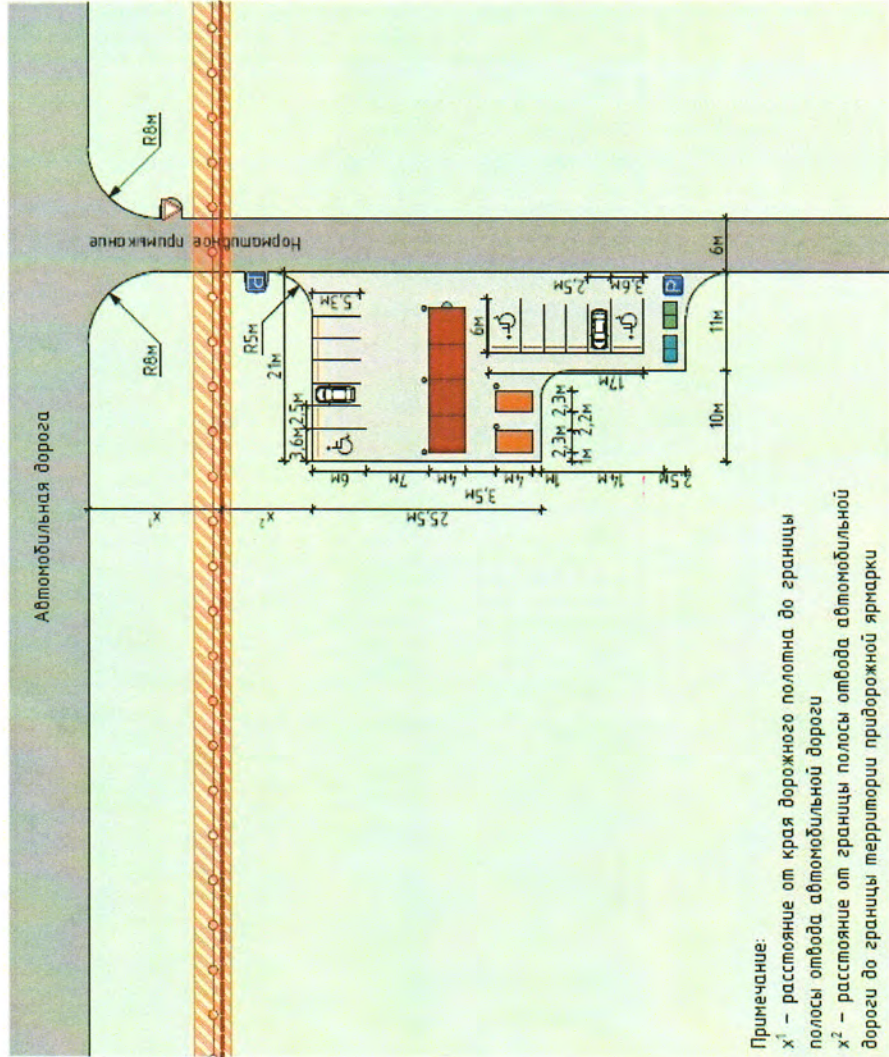 Автомобильная дорога
R8м
R8м
Нормативное примыкание
x¹
x²
P
R5м
21м
5,3м
3,6м
2,5м
6м
7м
4м
3,5м
4м
1м
14м
2,5м
25,5м
6м
2,5м
3,6м
17м
1м
2,3м
2,2м
2,3м
P
10м
11м
6м
Примечание:
x¹ – расстояние от края дорожного полотна до границы
полосы отвода автомобильной дороги
x² – расстояние от границы полосы отвода автомобильной
дороги до границы территории придорожной ярмарки